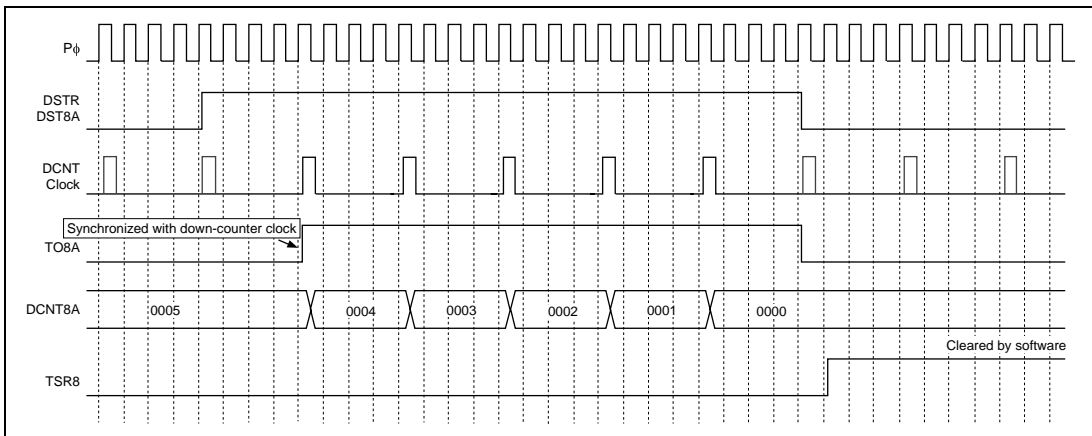 Pϕ
DSTR
DST8A
DCNT
Clock
Synchronized with down-counter clock
TO8A
DCNT8A
0005
0004
0003
0002
0001
0000
Cleared by software
TSR8